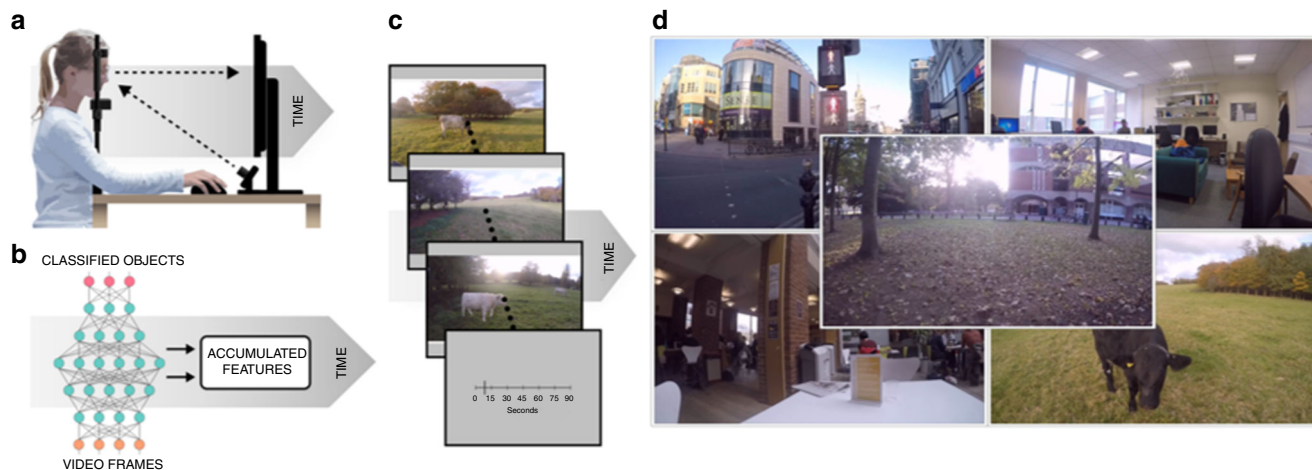 a
TIME
b
CLASSIFIED OBJECTS
ACCUMULATED
FEATURES
TIME
VIDEO FRAMES
c
TIME
0 15 30 45 60 75 90
Seconds
d